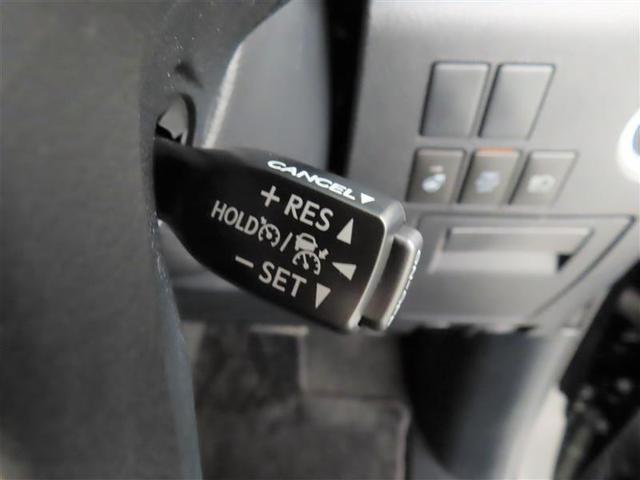 CANCEL
+ RES
HOLD /
− SET